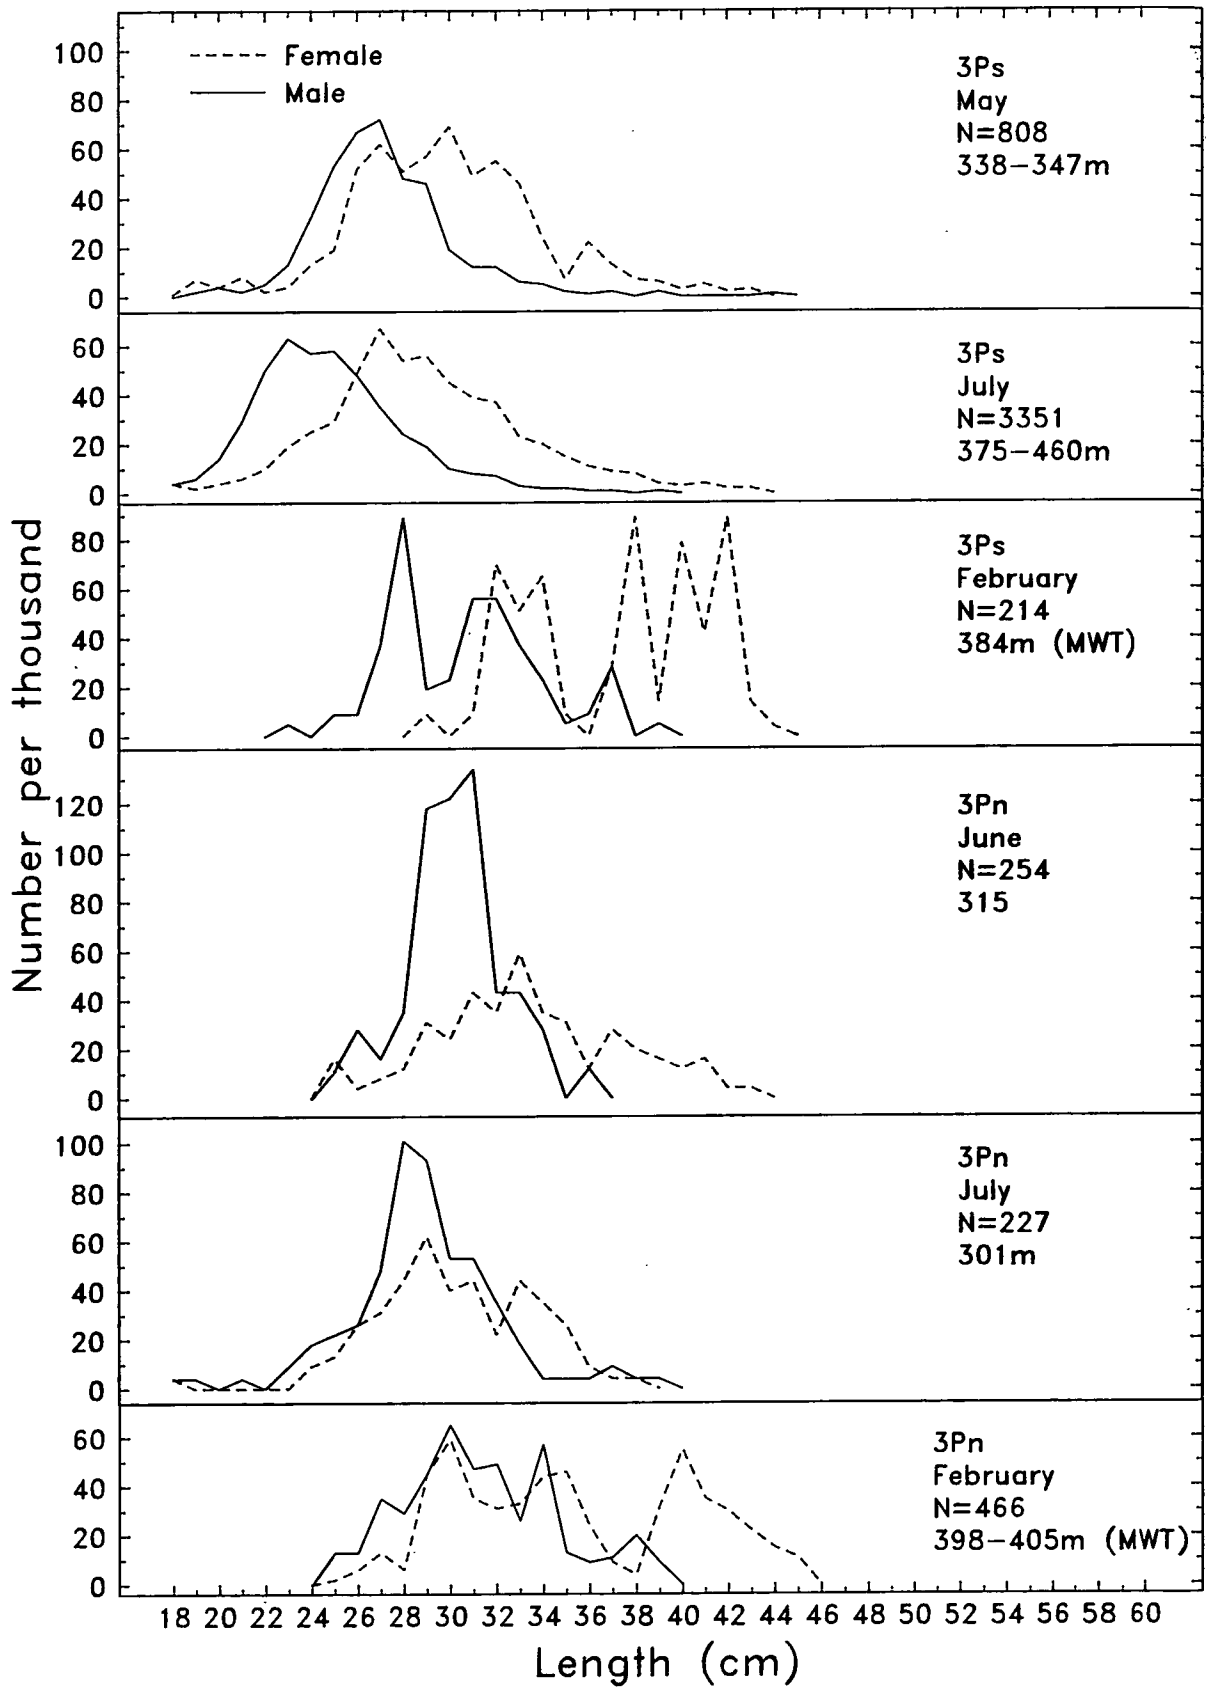 Number per thousand
100
80
60
40
20
0
Female
Male
3Ps
May
N=808
338-347m
60
40
20
0
3Ps
July
N=3351
375-460m
80
60
40
20
0
3Ps
February
N=214
384m (MWT)
120
100
80
60
40
20
0
3Pn
June
N=254
315
100
80
60
40
20
0
3Pn
July
N=227
301m
60
40
20
0
3Pn
February
N=466
398-405m (MWT)
18 20 22 24 26 28 30 32 34 36 38 40 42 44 46 48 50 52 54 56 58 60
Length (cm)